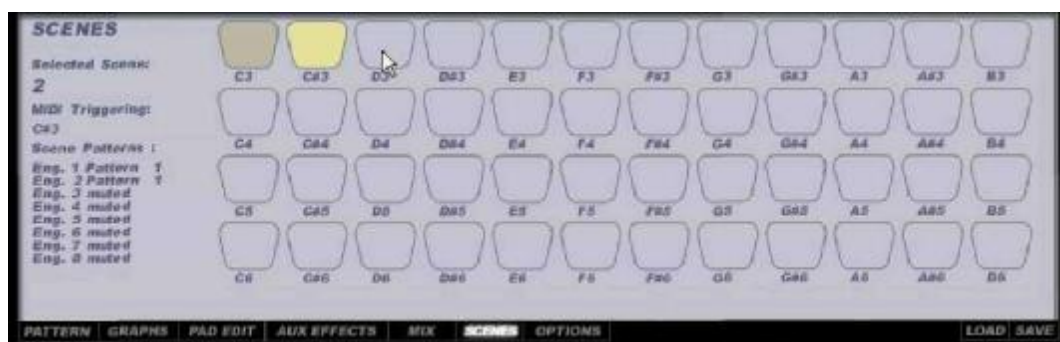 SCENES
Selected Scene:
2
MIDI Triggering:
C#3
Scene Patterns :
Eng. 1 Pattern 1
Eng. 2 Pattern 1
Eng. 3 muted
Eng. 4 muted
Eng. 5 muted
Eng. 6 muted
Eng. 7 muted
Eng. 8 muted
C3 C#3 D3 D#3 E3 F3 F#3 G3 G#3 A3 A#3 B3
C4 C#4 D4 D#4 E4 F4 F#4 G4 G#4 A4 A#4 B4
C5 C#5 D5 D#5 E5 F5 F#5 G5 G#5 A5 A#5 B5
C6 C#6 D6 D#6 E6 F6 F#6 G6 G#6 A6 A#6 B6
PATTERN GRAPHS PAD EDIT AUX EFFECTS MIX SCENES OPTIONS LOAD SAVE